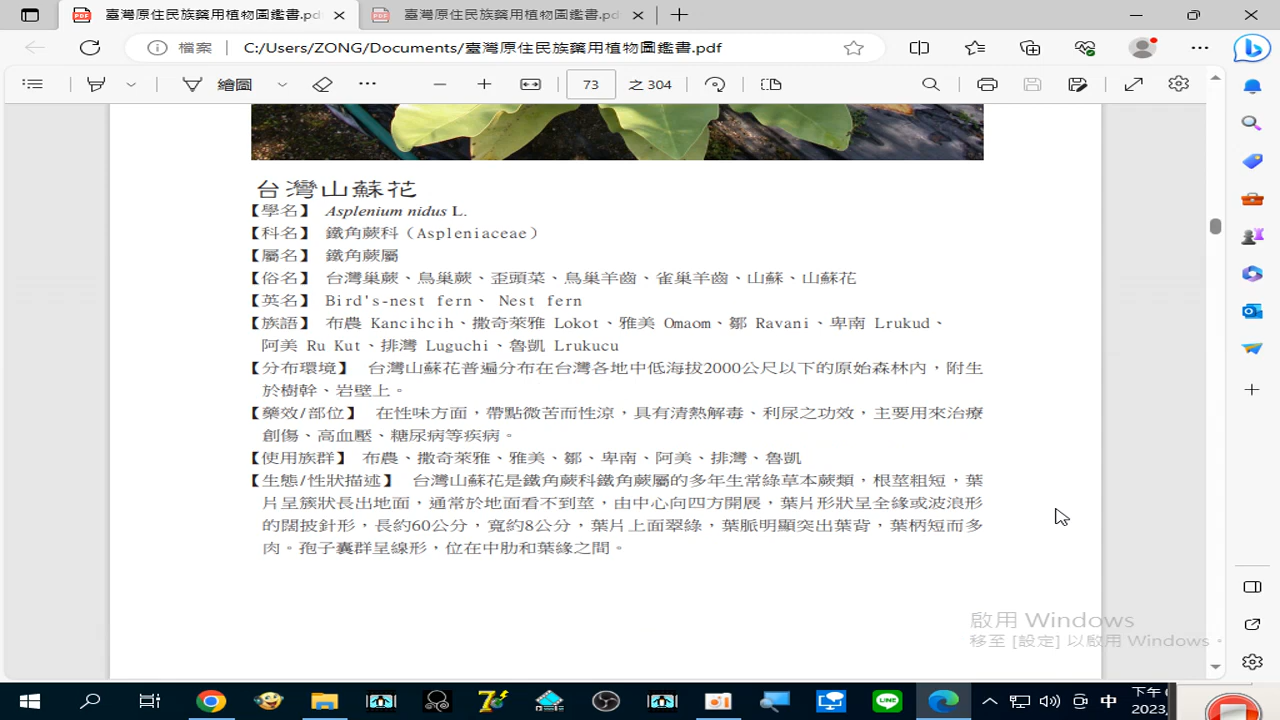 臺灣原住民族藥用植物圖鑑書.pd
臺灣原住民族藥用植物圖鑑書.pd
檔案
C:/Users/ZONG/Documents/臺灣原住民族藥用植物圖鑑書.pdf
繪圖
73
之 304
台灣山蘇花
【學名】 Asplenium nidus L.
【科名】 鐵角蕨科（Aspleniaceae）
【屬名】 鐵角蕨屬
【俗名】 台灣巢蕨、鳥巢蕨、歪頭菜、鳥巢羊齒、雀巢羊齒、山蘇、山蘇花
【英名】 Bird's-nest fern、 Nest fern
【族語】 布農 Kancihcih、撒奇萊雅 Lokot、雅美 Omaom、鄒 Ravani、卑南 Lrukud、
阿美 Ru Kut、排灣 Luguchi、魯凱 Lrukucu
【分布環境】 台灣山蘇花普遍分布在台灣各地中低海拔2000公尺以下的原始森林內，附生
於樹幹、岩壁上。
【藥效/部位】 在性味方面，帶點微苦而性涼，具有清熱解毒、利尿之功效，主要用來治療
創傷、高血壓、糖尿病等疾病。
【使用族群】 布農、撒奇萊雅、雅美、鄒、卑南、阿美、排灣、魯凱
【生態/性狀描述】 台灣山蘇花是鐵角蕨科鐵角蕨屬的多年生常綠草本蕨類，根莖粗短，葉
片呈簇狀長出地面，通常於地面看不到莖，由中心向四方開展，葉片形狀呈全緣或波浪形
的闊披針形，長約60公分，寬約8公分，葉片上面翠綠，葉脈明顯突出葉背，葉柄短而多
肉。孢子囊群呈線形，位在中肋和葉緣之間。
啟用 Windows
移至 [設定] 以啟用 Windows。
中
下午
2023